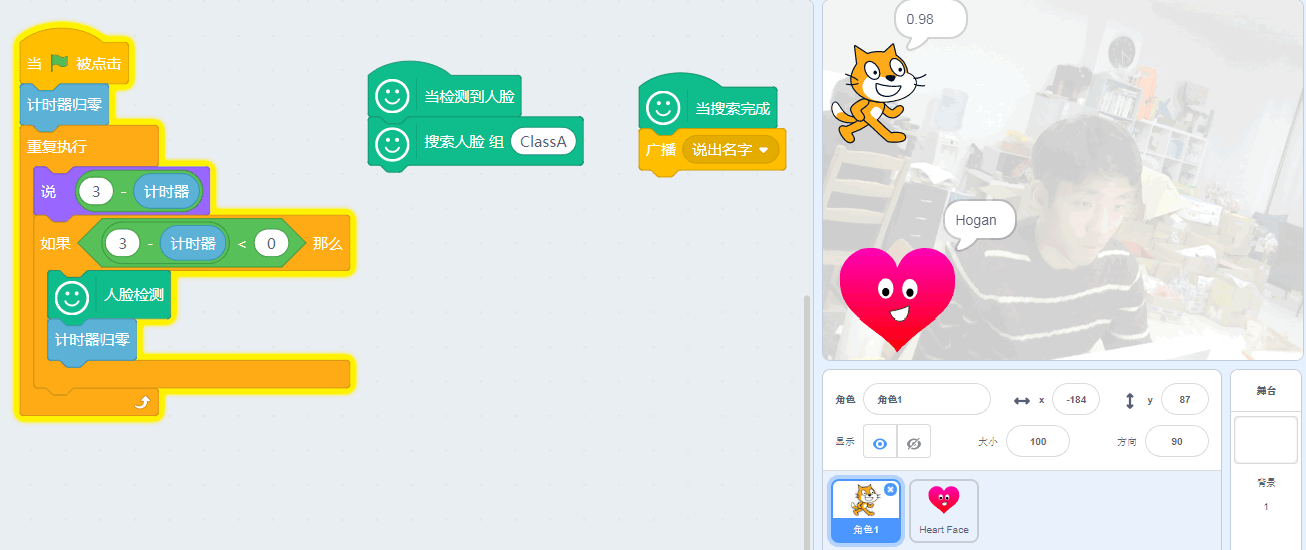 当 被点击
计时器归零
重复执行
说 3 - 计时器
如果 3 - 计时器 < 0 那么
人脸检测
计时器归零
当检测到人脸
搜索人脸 组 ClassA
当搜索完成
广播 说出名字
0.98
Hogan
角色 角色1 x -184 y 87
显示 大小 100 方向 90
角色1
Heart Face
舞台
背景
1